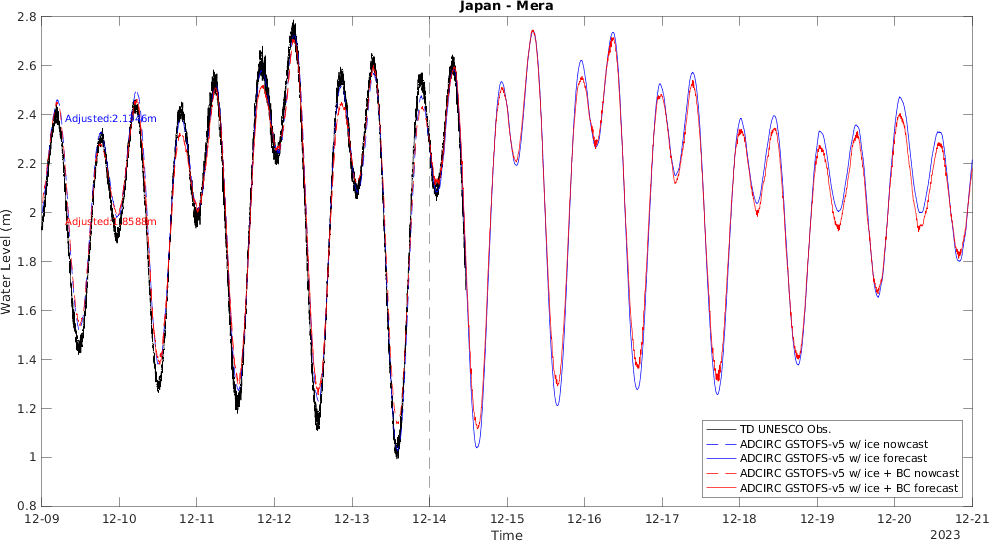 Japan - Mera
2.8
2.6
2.4
2.2
2
1.8
1.6
1.4
1.2
1
0.8
Water Level (m)
Adjusted:2.1346m
Adjusted:
8588m
12-09
12-10
12-11
12-12
12-13
12-14
12-15
12-16
12-17
12-18
12-19
12-20
12-21
Time
2023
TD UNESCO Obs.
ADCIRC GSTOFS-v5 w/ ice nowcast
ADCIRC GSTOFS-v5 w/ ice forecast
ADCIRC GSTOFS-v5 w/ ice + BC nowcast
ADCIRC GSTOFS-v5 w/ ice + BC forecast